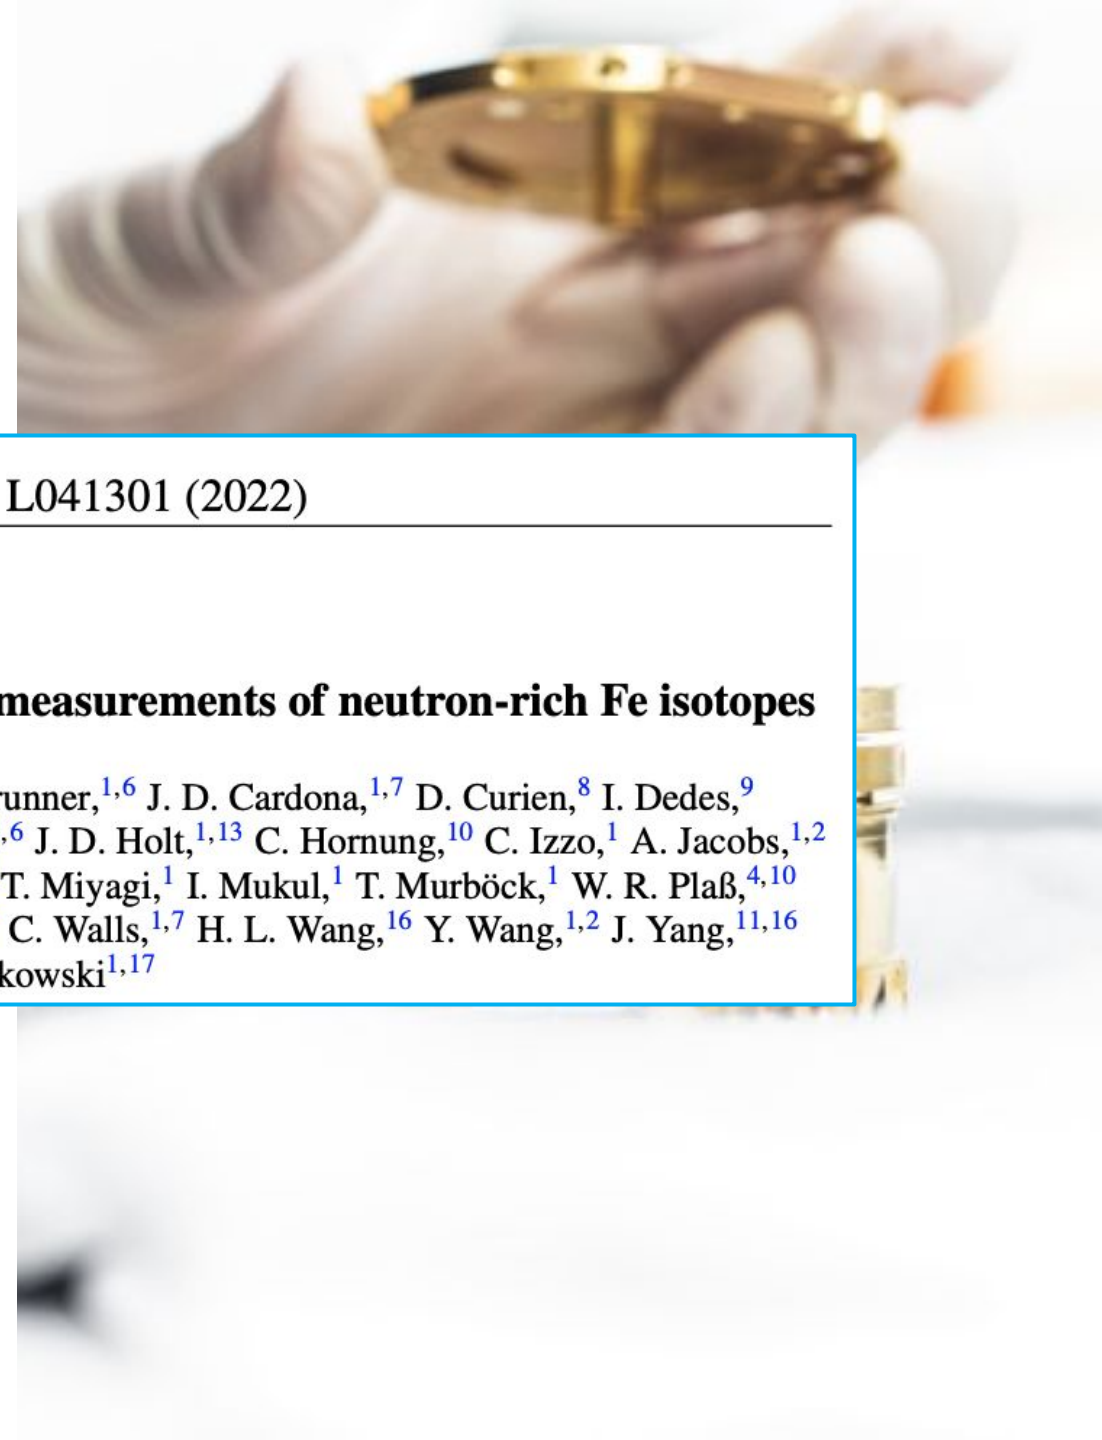 L041301 (2022)
measurements of neutron-rich Fe isotopes
runner,1,6 J. D. Cardona,1,7 D. Curien,8 I. Dedes,9
,6 J. D. Holt,1,13 C. Hornung,10 C. Izzo,1 A. Jacobs,1,2
T. Miyagi,1 I. Mukul,1 T. Murböck,1 W. R. Plaß,4,10
C. Walls,1,7 H. L. Wang,16 Y. Wang,1,2 J. Yang,11,16
kowski1,17